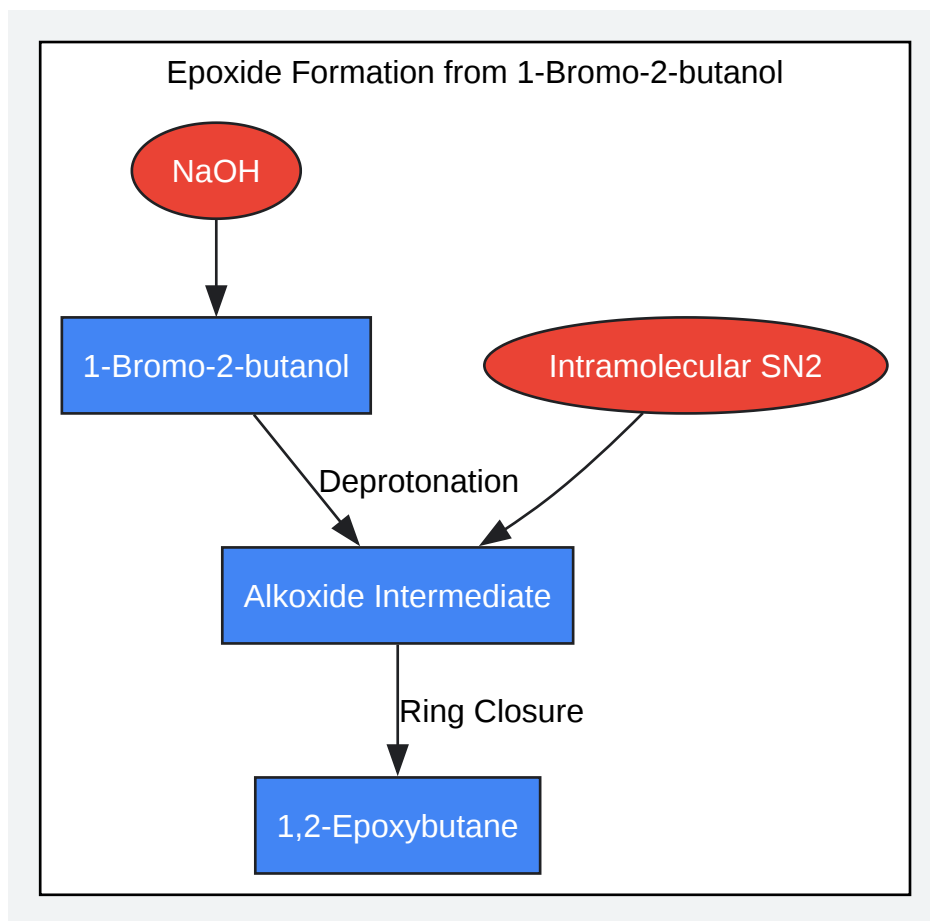 Epoxide Formation from 1-Bromo-2-butanol
NaOH
1-Bromo-2-butanol
Intramolecular SN2
Deprotonation
Alkoxide Intermediate
Ring Closure
1,2-Epoxybutane